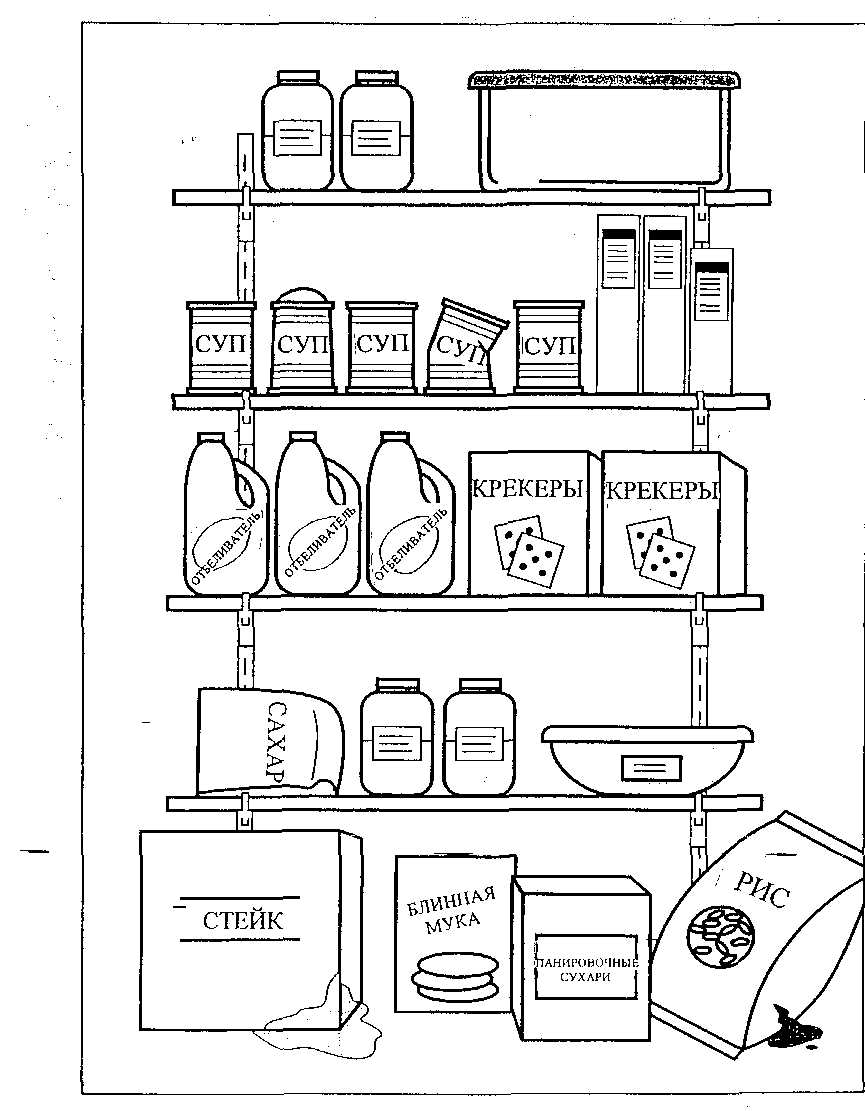 СУП
СУП
СУП
СУП
СУП
КРЕКЕРЫ
КРЕКЕРЫ
ОТБЕЛИВАТЕЛЬ
ОТБЕЛИВАТЕЛЬ
ОТБЕЛИВАТЕЛЬ
САХАР
СТЕЙК
БЛИННАЯ
МУКА
ПАНИРОВОЧНЫЕ
СУХАРИ
РИС